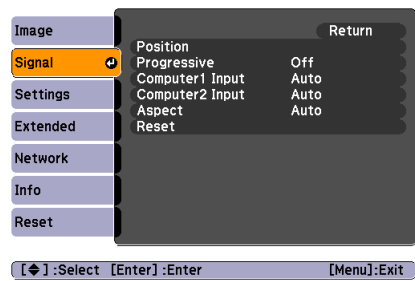 Image
Signal
Settings
Extended
Network
Info
Reset
Return
Position
Progressive Off
Computer1 Input Auto
Computer2 Input Auto
Aspect Auto
Reset
[◆] :Select [Enter] :Enter [Menu]:Exit